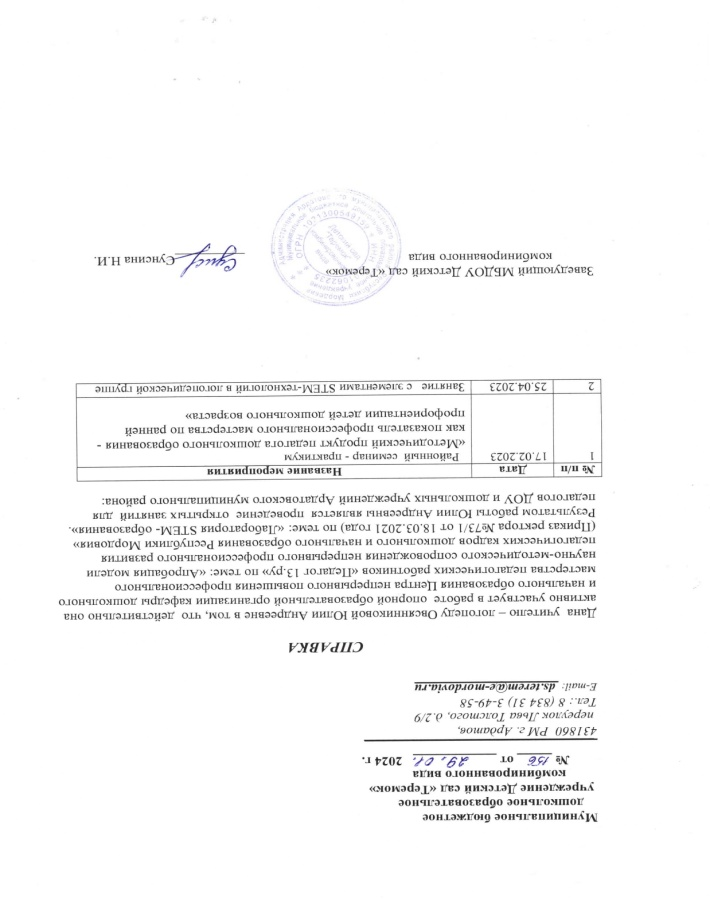 Муниципальное бюджетное
дошкольное образовательное
учреждение Детский сад «Теремок»
комбинированного вида
№ 156 от 29.01. 2024 г.
431860 РМ г. Ардатов,
переулок Льва Толстого, д.2/9
Тел.: 8 (834 31) 3-49-58
E-mail: ds.terem@e-mordovia.ru
СПРАВКА
Дана учителю – логопеду Овсянниковой Юлии Андреевне в том, что действительно она
активно участвует в работе опорной образовательной организации кафедры дошкольного
и начального образования Центра непрерывного повышения профессионального
мастерства педагогических работников «Педагог 13.ру» по теме: «Апробация модели
научно-методического сопровождения непрерывного профессионального развития
педагогических кадров дошкольного и начального образования Республики Мордовия»
(Приказ ректора №73/1 от 18.03.2021 года) по теме: «Лаборатория STEM- образования».
Результатом работы Юлии Андреевны является проведение открытых занятий для
педагогов ДОУ и дошкольных учреждений Ардатовского муниципального района:
№ п/п Дата Название мероприятия
1 17.02.2023 Районный семинар - практикум
«Методический продукт педагога дошкольного образования -
как показатель профессионального мастерства по ранней
профориентации детей дошкольного возраста»
2 25.04.2023 Занятие с элементами STEM-технологий в логопедической группе
Заведующий МБДОУ Детский сад «Теремок»
комбинированного вида
Сунсина Н.И.